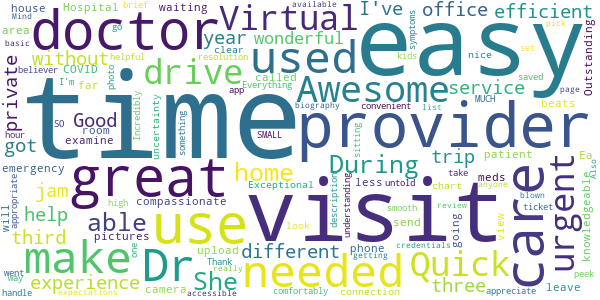 house Hospital brief waiting I've office efficient available pick
area doctor Virtual year wonderful clear nice set
COVID without drive used easy symptoms kids
Mind go basic believer I'm far photo called resolution Everything saved page
private hour SO Good room examine got time Awesome service MUCH beats Outstanding
app biography convenient list SMALL
Incredibly uncertainty something provider sitting
emergency great home During trip patient Ea
jam Exceptional less untold meds take anyone
appropriate will help able compassionate description understanding chart care urgent knowledgeable Also
third pictures high use visit phone send smooth review view blown ticket
make Dr different going credentials
experience upload needed Quick three leave peek
went Way one She camera Thank look really connection getting
handle expectations accessible comfortably appreciate